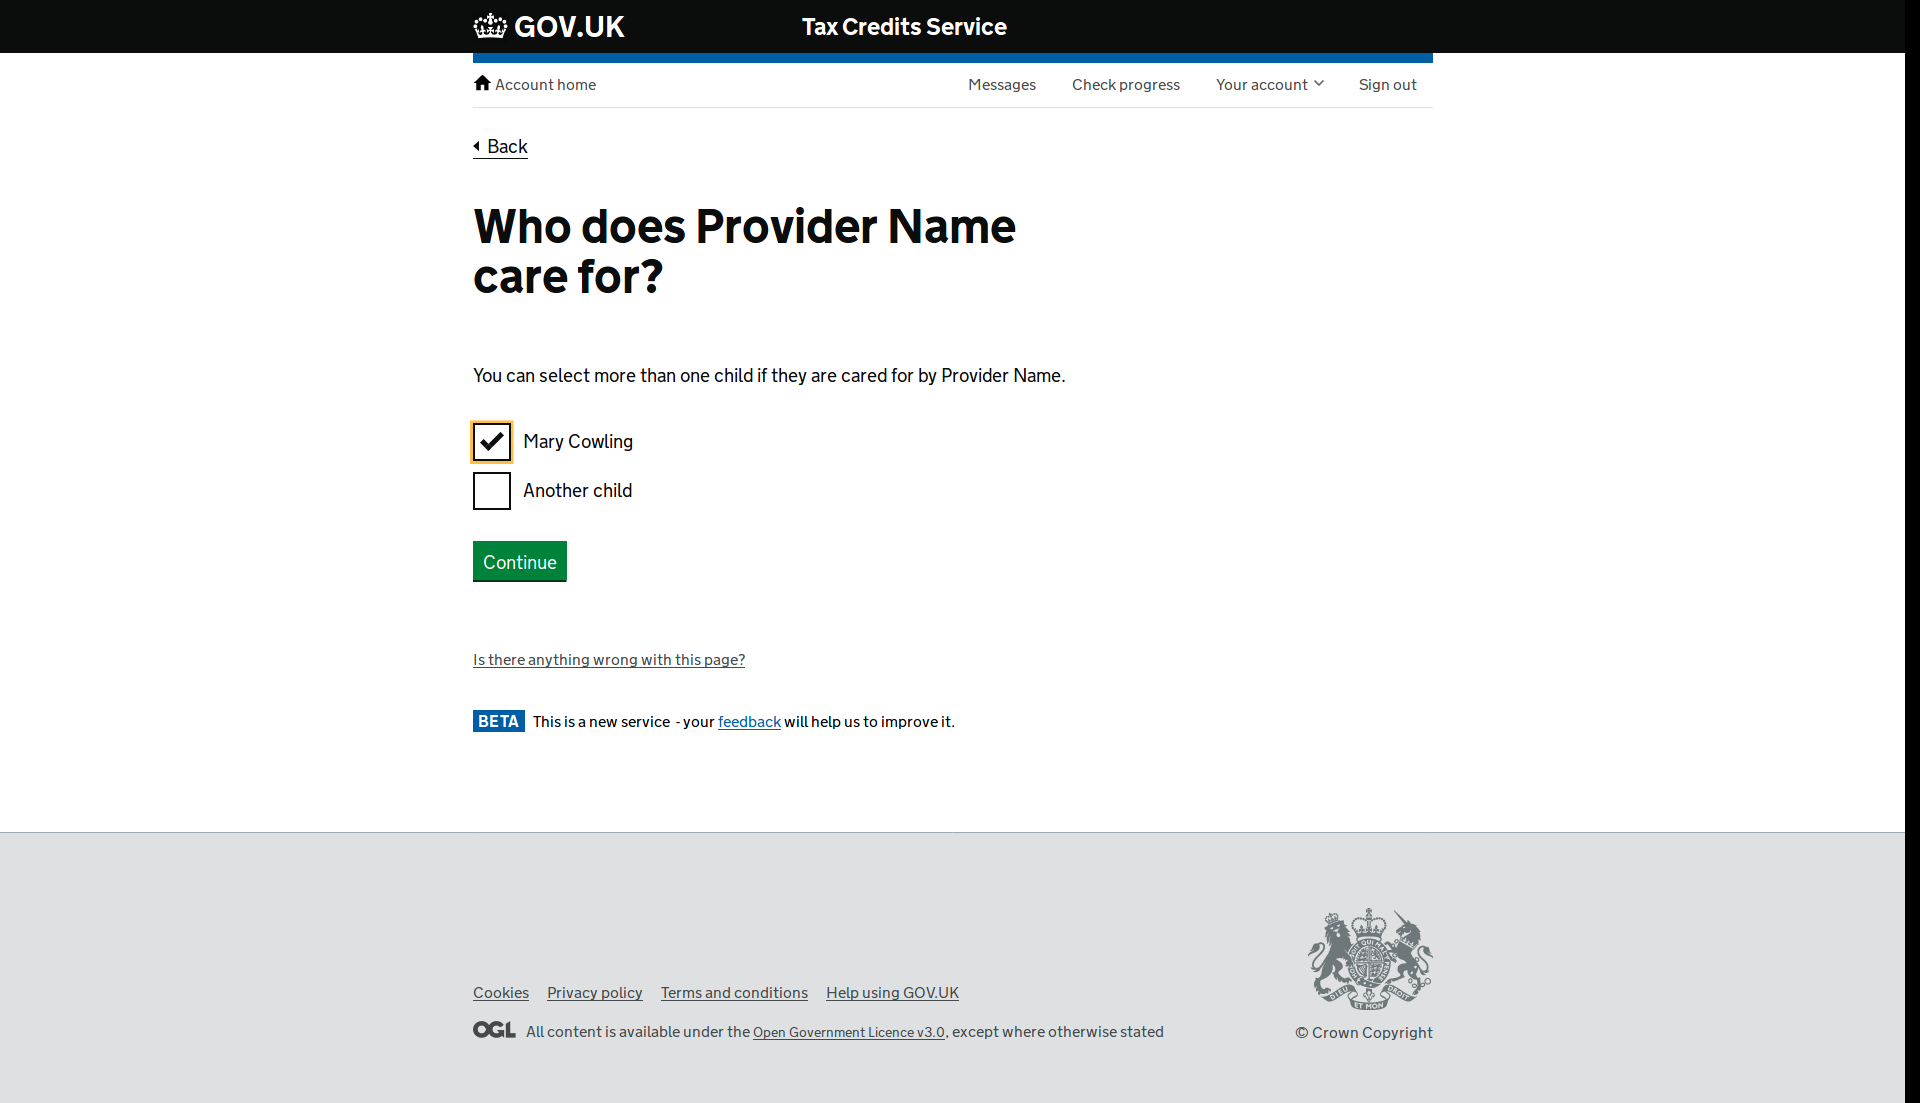 GOV.UK
Tax Credits Service
Account home
Messages
Check progress
Your account
Sign out
Back
Who does Provider Name
care for?
You can select more than one child if they are cared for by Provider Name.
Mary Cowling
Another child
Continue
Is there anything wrong with this page?
BETA This is a new service - your feedback will help us to improve it.
Cookies
Privacy policy
Terms and conditions
Help using GOV.UK
OGL All content is available under the Open Government Licence v3.0, except where otherwise stated
© Crown Copyright